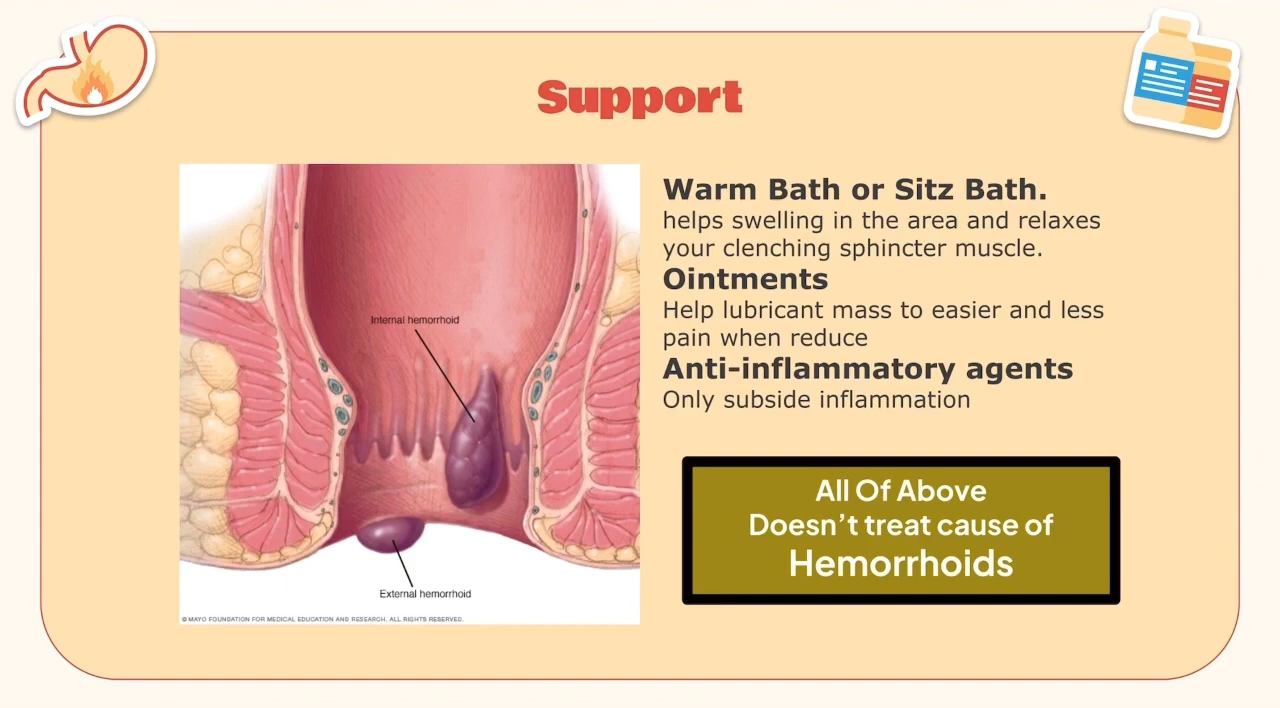 Support
Warm Bath or Sitz Bath.
helps swelling in the area and relaxes
your clenching sphincter muscle.
Ointments
Help lubricant mass to easier and less
pain when reduce
Anti-inflammatory agents
Only subside inflammation
Internal hemorrhoid
External hemorrhoid
© MAYO FOUNDATION FOR MEDICAL EDUCATION AND RESEARCH. ALL RIGHTS RESERVED.
All Of Above
Doesn't treat cause of
Hemorrhoids